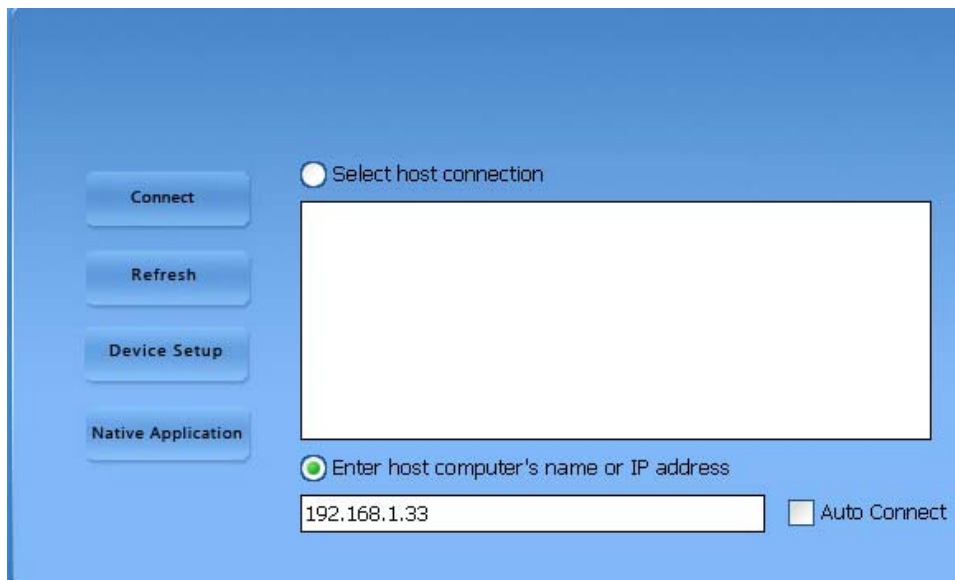 Connect
Refresh
Device Setup
Native Application
Select host connection
Enter host computer's name or IP address
192.168.1.33
Auto Connect